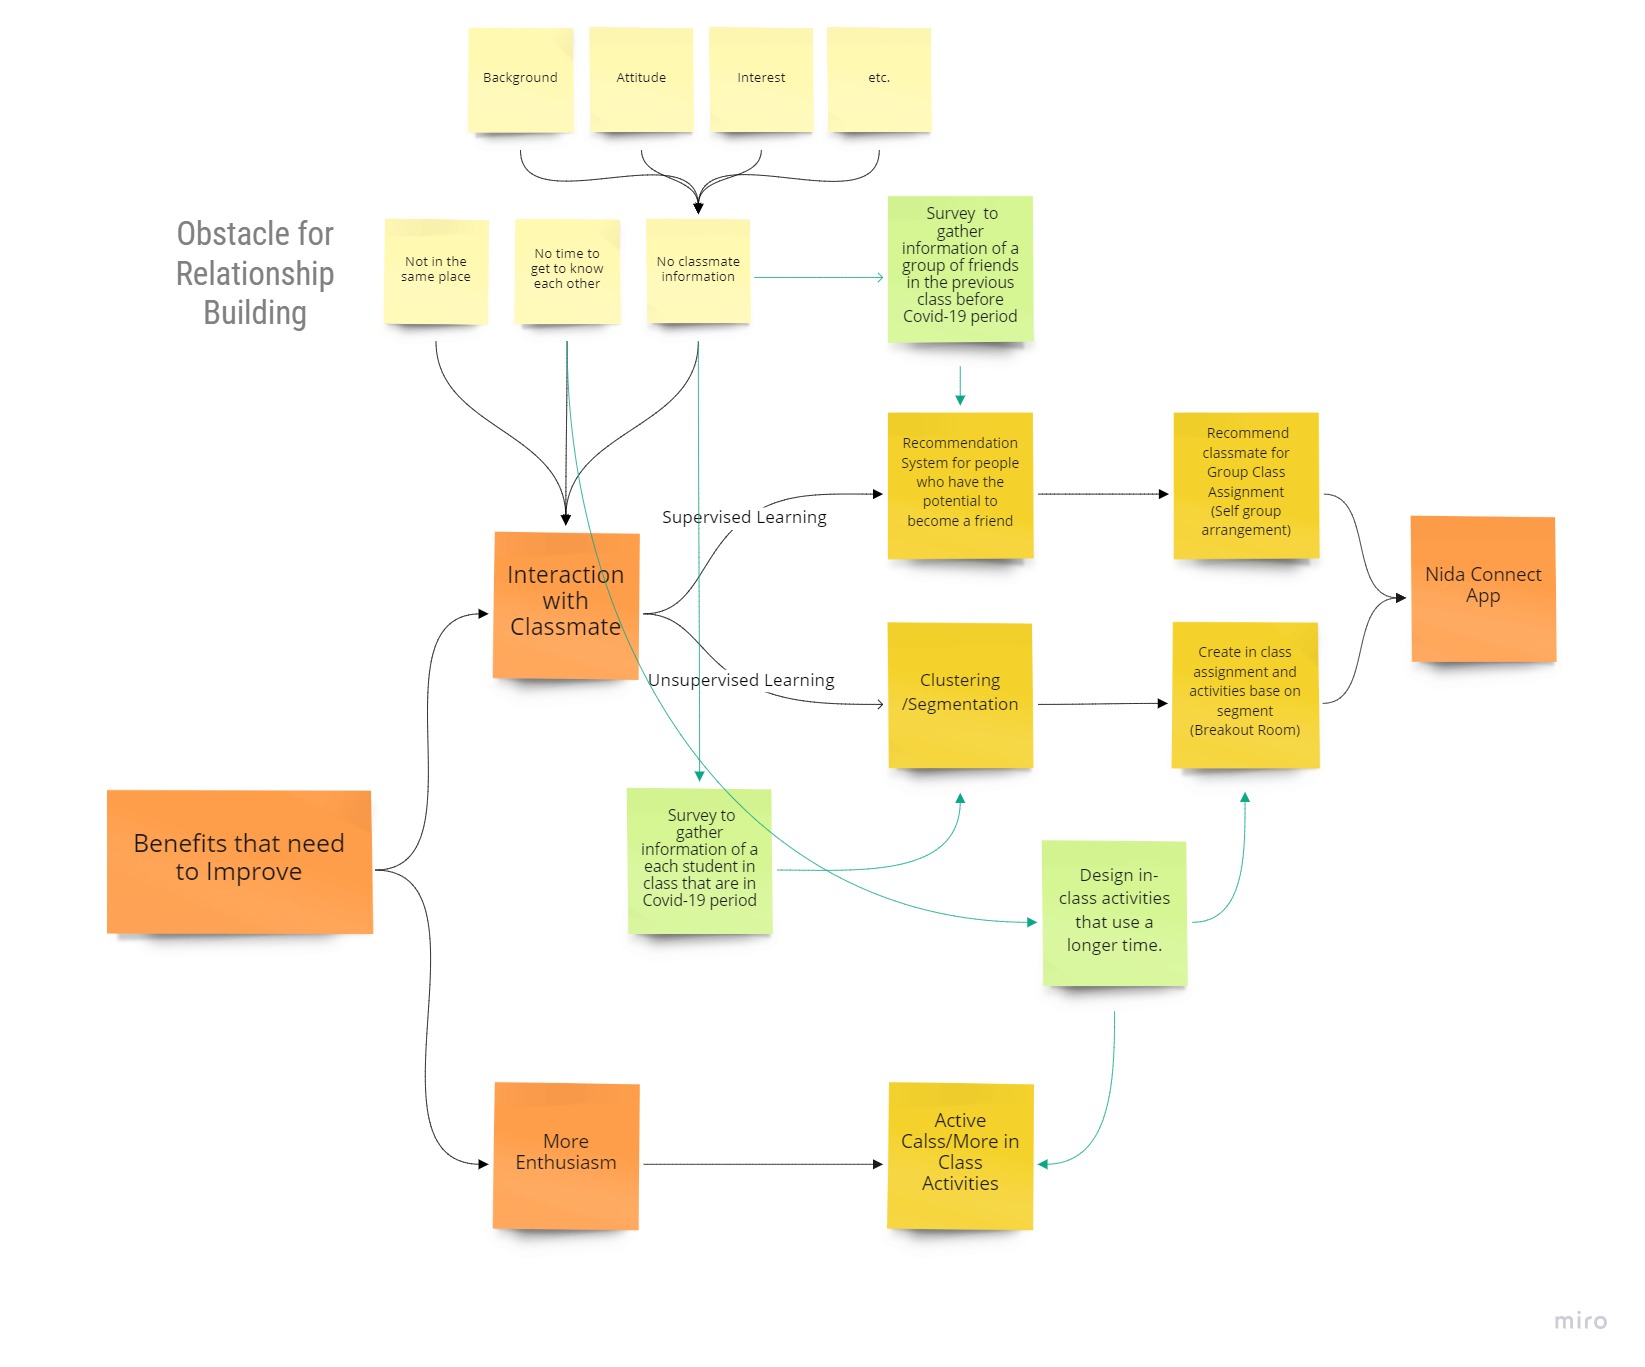 Background
Attitude
Interest
etc.
Obstacle for
Relationship
Building
Not in the
same place
No time to
get to know
each other
No classmate
information
Survey to
gather
information of a
group of friends
in the previous
class before
Covid-19 period
Recommendation
System for people
who have the
potential to
become a friend
Recommend
classmate for
Group Class
Assignment
(Self group
arrangement)
Supervised Learning
Interaction
with
Classmate
Nida Connect
App
Unsupervised Learning
Clustering
/Segmentation
Create in class
assignment and
activities base on
segment
(Breakout Room)
Benefits that need
to Improve
Survey to
gather
information of a
each student in
class that are in
Covid-19 period
Design in-
class activities
that use a
longer time.
More
Enthusiasm
Active
Calss/More in
Class
Activities
miro